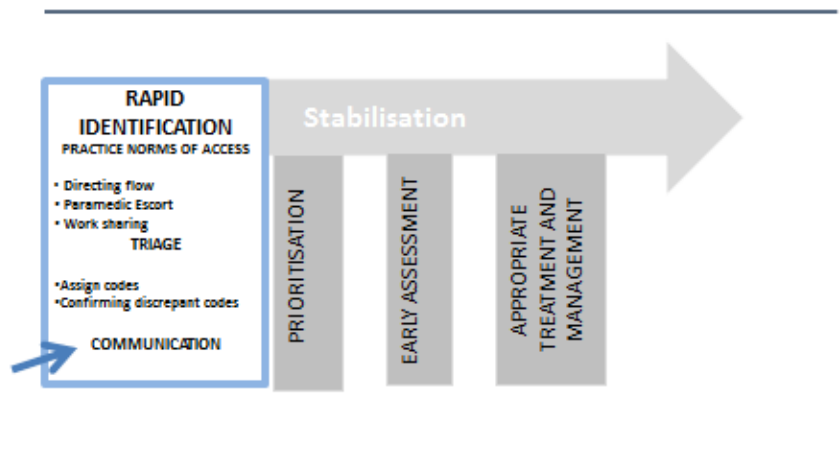 RAPID
IDENTIFICATION
PRACTICE NORMS OF ACCESS
• Directing flow
• Paramedic Escort
• Work sharing
TRIAGE
•Assign codes
•Confirming discrepant codes
COMMUNICATION
Stabilisation
PRIORITISATION
EARLY ASSESSMENT
APPROPRIATE
TREATMENT AND
MANAGEMENT